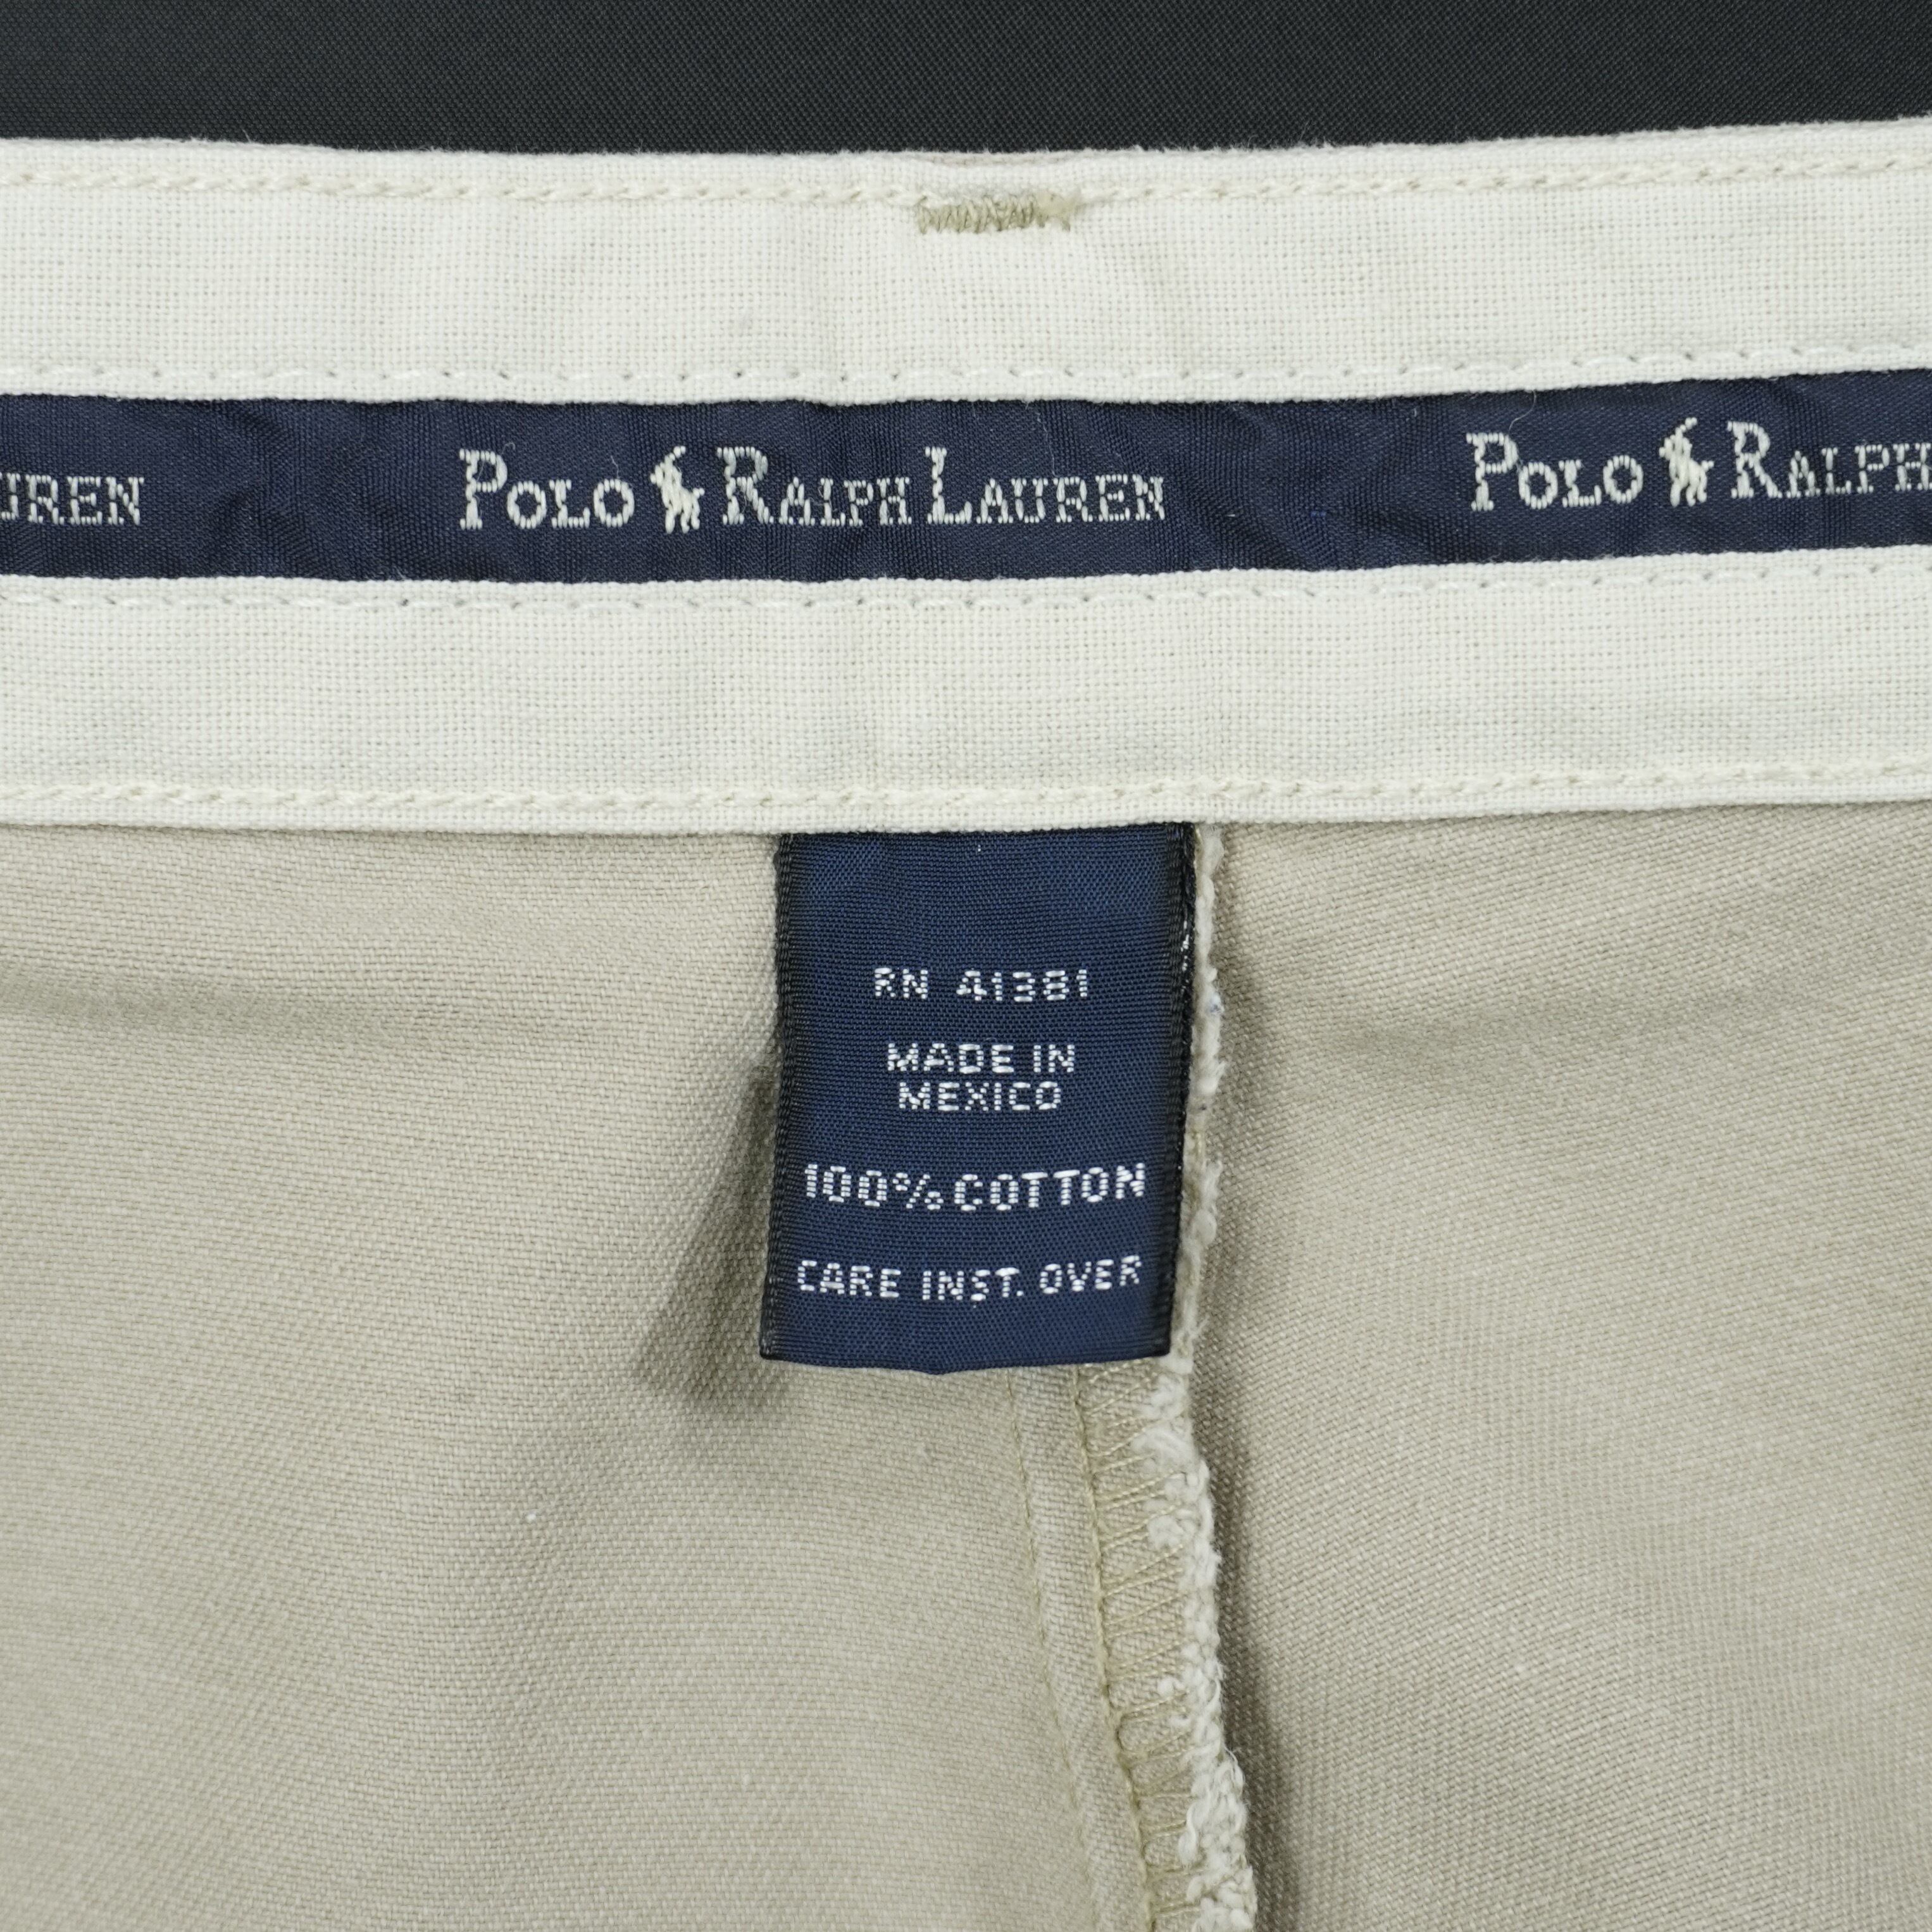 UREN POLO RALPH LAUREN POLO RALPH
RN 41381
MADE IN
MEXICO
100% COTTON
CARE INST. OVER